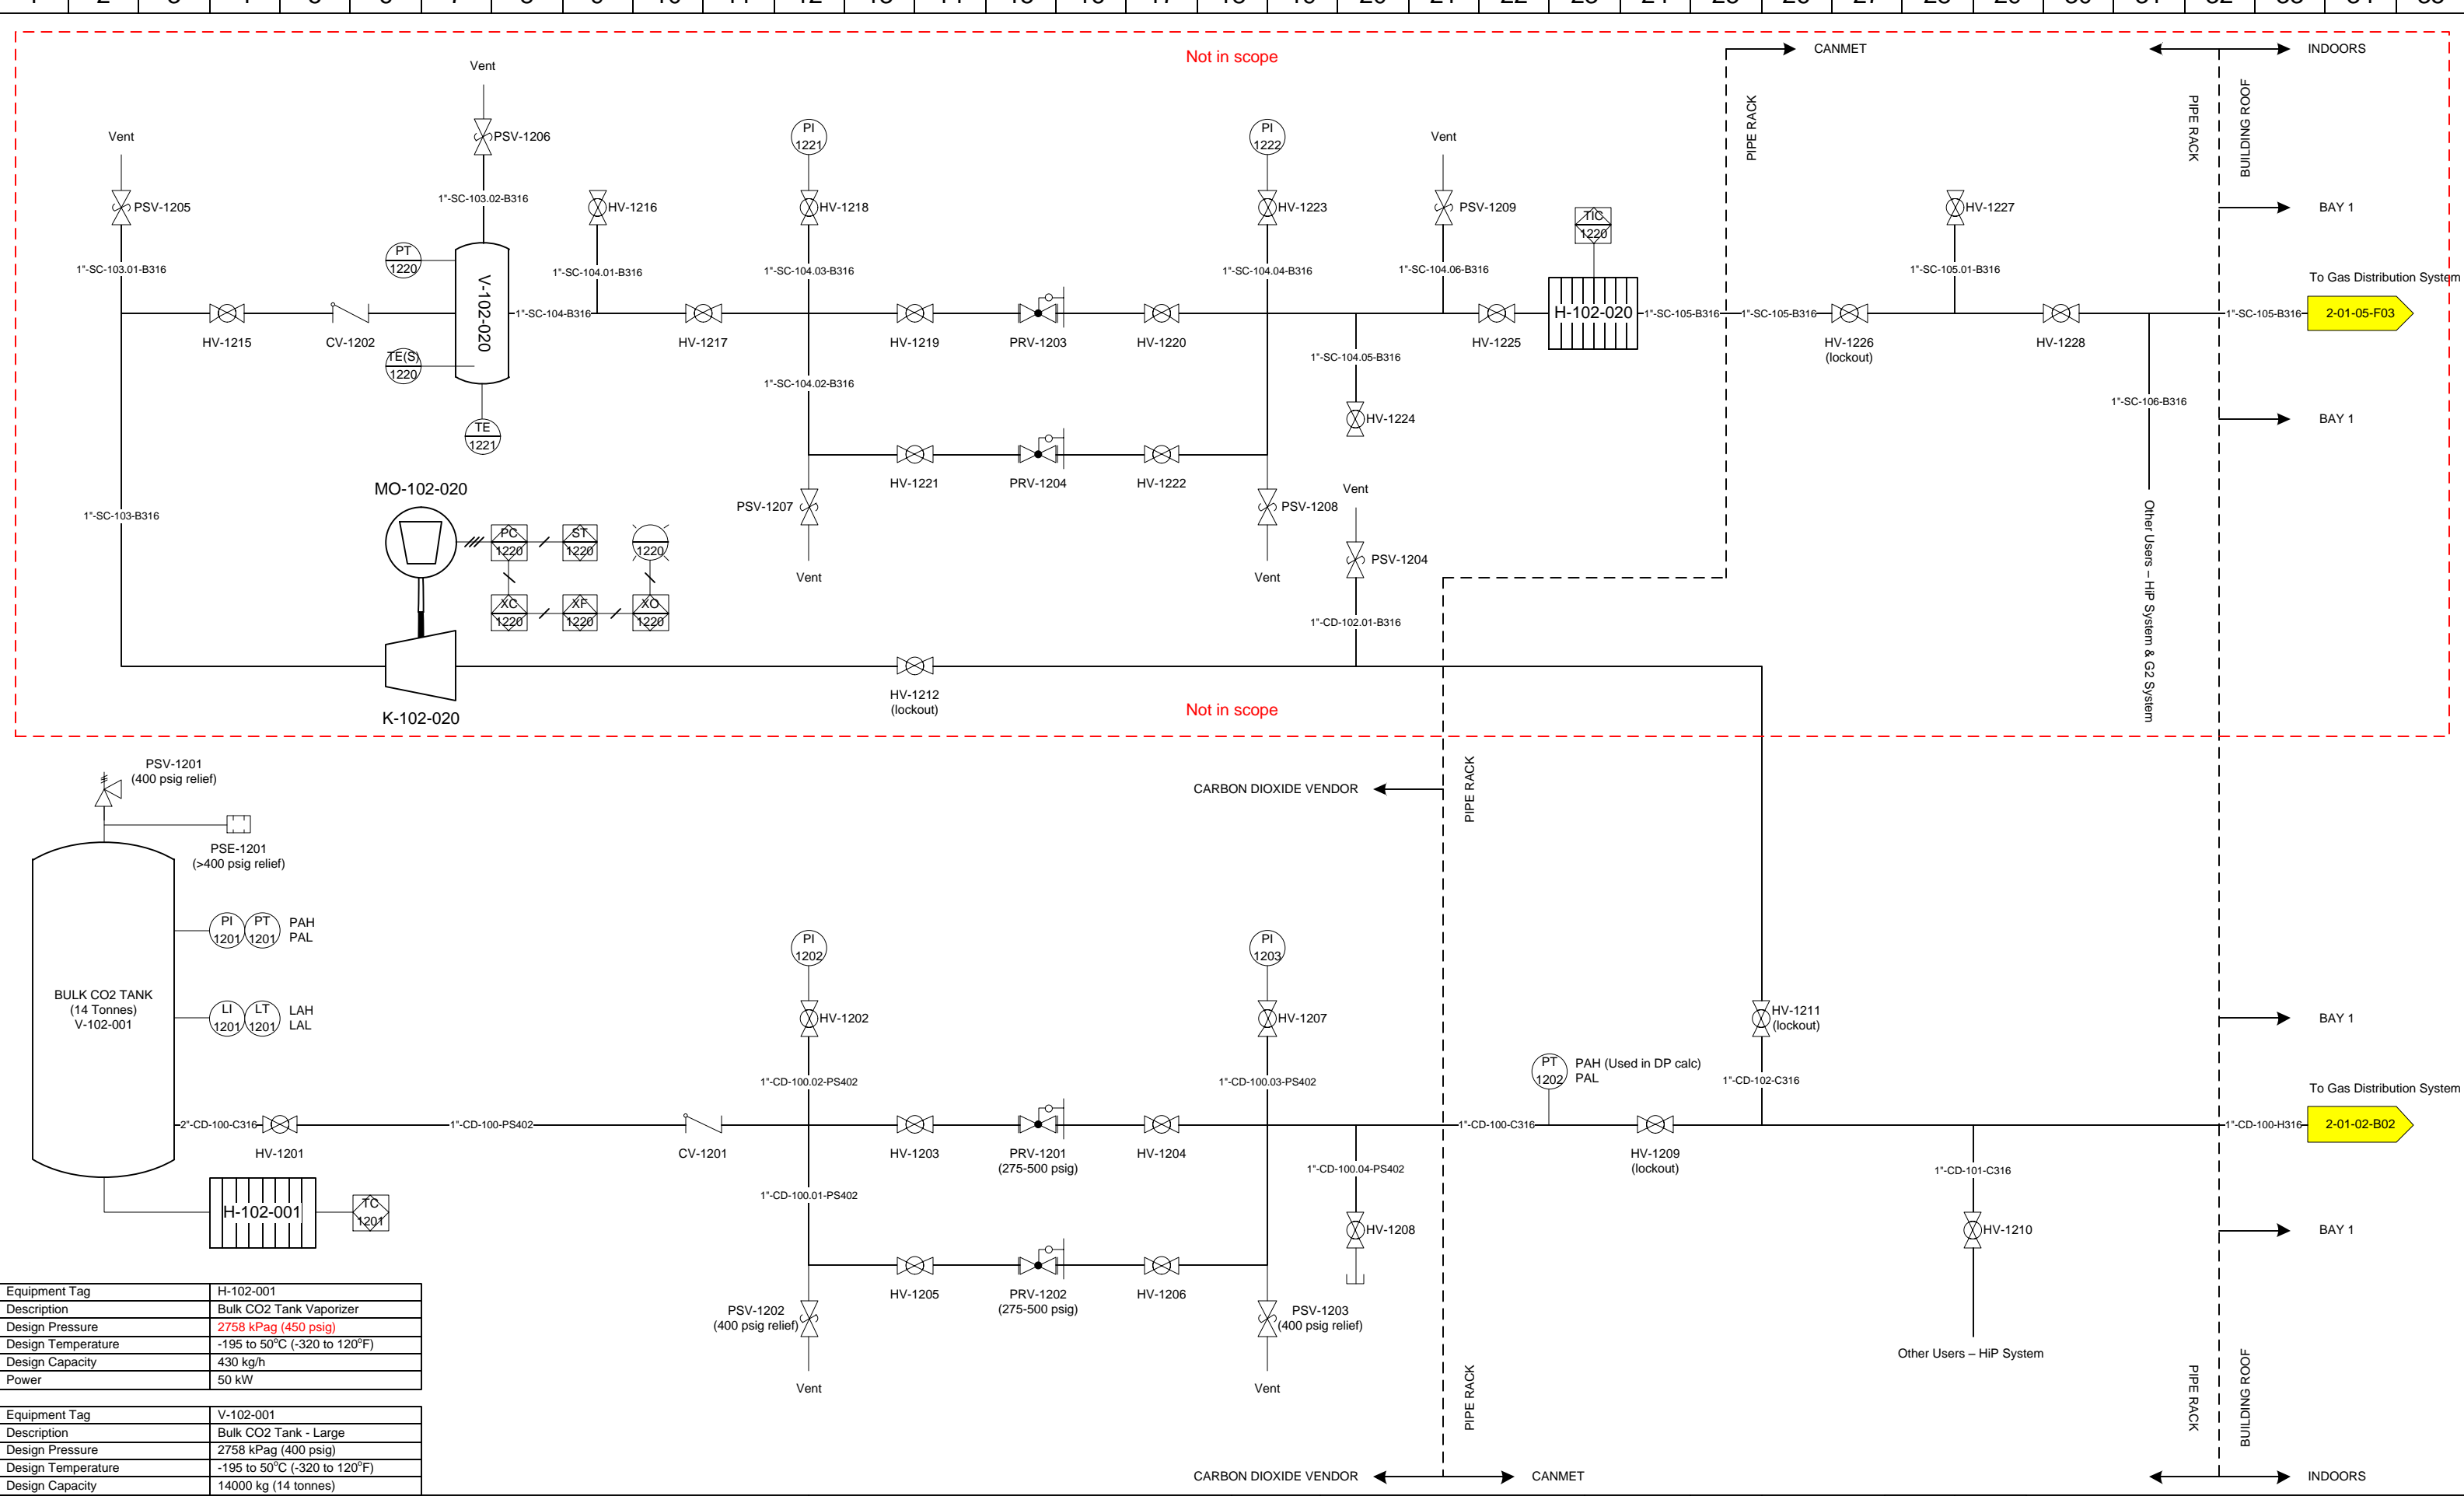 Not in scope
CANMET
INDOORS
Vent
Vent
Vent
PIPE RACK
PIPE RACK
BUILDING ROOF
PSV-1206
PI
1221
PI
1222
PSV-1205
1"-SC-103.02-B316
HV-1216
HV-1218
HV-1223
PSV-1209
TIC
1220
HV-1227
BAY 1
PT
1220
1"-SC-103.01-B316
1"-SC-104.01-B316
1"-SC-104.03-B316
1"-SC-104.04-B316
1"-SC-104.06-B316
1"-SC-105.01-B316
To Gas Distribution System
V-102-020
1"-SC-104-B316
H-102-020
1"-SC-105-B316
1"-SC-105-B316
1"-SC-105-B316
2-01-05-F03
HV-1215
CV-1202
HV-1217
HV-1219
PRV-1203
HV-1220
HV-1225
HV-1226
(lockout)
HV-1228
TE(S)
1220
1"-SC-104.05-B316
1"-SC-104.02-B316
1"-SC-106-B316
TE
1221
HV-1224
BAY 1
HV-1221
PRV-1204
HV-1222
MO-102-020
Vent
1"-SC-103-B316
PSV-1207
PSV-1208
PC
1220
ST
1220
1220
PSV-1204
Vent
Vent
Other Users – HiP System & G2 System
XC
1220
XF
1220
XO
1220
1"-CD-102.01-B316
HV-1212
(lockout)
K-102-020
Not in scope
PSV-1201
(400 psig relief)
CARBON DIOXIDE VENDOR
PIPE RACK
PSE-1201
(>400 psig relief)
PI
1201
PT
1201
PAH
PAL
PI
1202
PI
1203
BULK CO2 TANK
(14 Tonnes)
V-102-001
LI
1201
LT
1201
LAH
LAL
HV-1202
HV-1207
HV-1211
(lockout)
BAY 1
PT
1202
PAH (Used in DP calc)
PAL
1"-CD-100.02-PS402
1"-CD-100.03-PS402
1"-CD-102-C316
To Gas Distribution System
2"-CD-100-C316
1"-CD-100-PS402
1"-CD-100-C316
1"-CD-100-H316
2-01-02-B02
HV-1201
CV-1201
HV-1203
PRV-1201
(275-500 psig)
HV-1204
HV-1209
(lockout)
1"-CD-100.04-PS402
1"-CD-101-C316
1"-CD-100.01-PS402
H-102-001
TC
1201
HV-1208
HV-1210
BAY 1
HV-1205
PRV-1202
(275-500 psig)
HV-1206
PSV-1202
(400 psig relief)
PSV-1203
(400 psig relief)
Other Users – HiP System
Vent
Vent
PIPE RACK
PIPE RACK
BUILDING ROOF
Equipment Tag H-102-001
Description Bulk CO2 Tank Vaporizer
Design Pressure 2758 kPag (450 psig)
Design Temperature -195 to 50°C (-320 to 120°F)
Design Capacity 430 kg/h
Power 50 kW
Equipment Tag V-102-001
Description Bulk CO2 Tank - Large
Design Pressure 2758 kPag (400 psig)
Design Temperature -195 to 50°C (-320 to 120°F)
Design Capacity 14000 kg (14 tonnes)
CARBON DIOXIDE VENDOR
CANMET
INDOORS